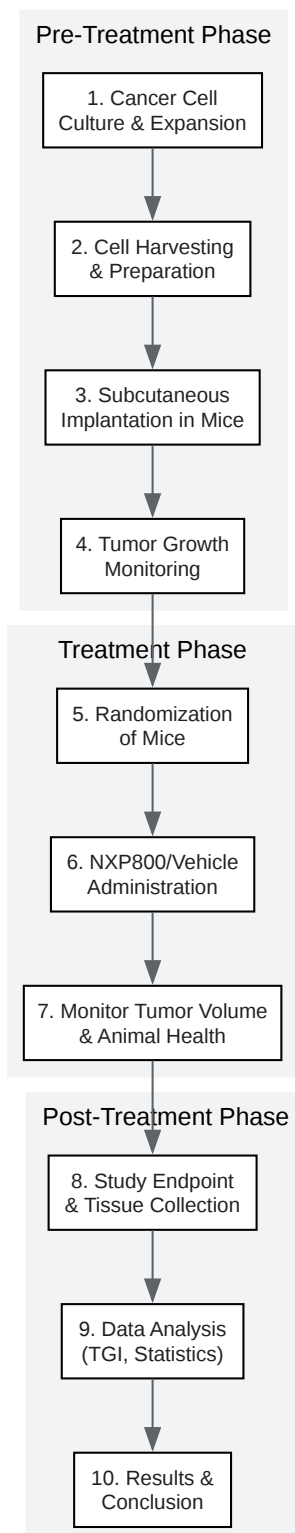 Pre-Treatment Phase
1. Cancer Cell
Culture & Expansion
2. Cell Harvesting
& Preparation
3. Subcutaneous
Implantation in Mice
4. Tumor Growth
Monitoring
Treatment Phase
5. Randomization
of Mice
6. NXP800/Vehicle
Administration
7. Monitor Tumor Volume
& Animal Health
Post-Treatment Phase
8. Study Endpoint
& Tissue Collection
9. Data Analysis
(TGI, Statistics)
10. Results &
Conclusion